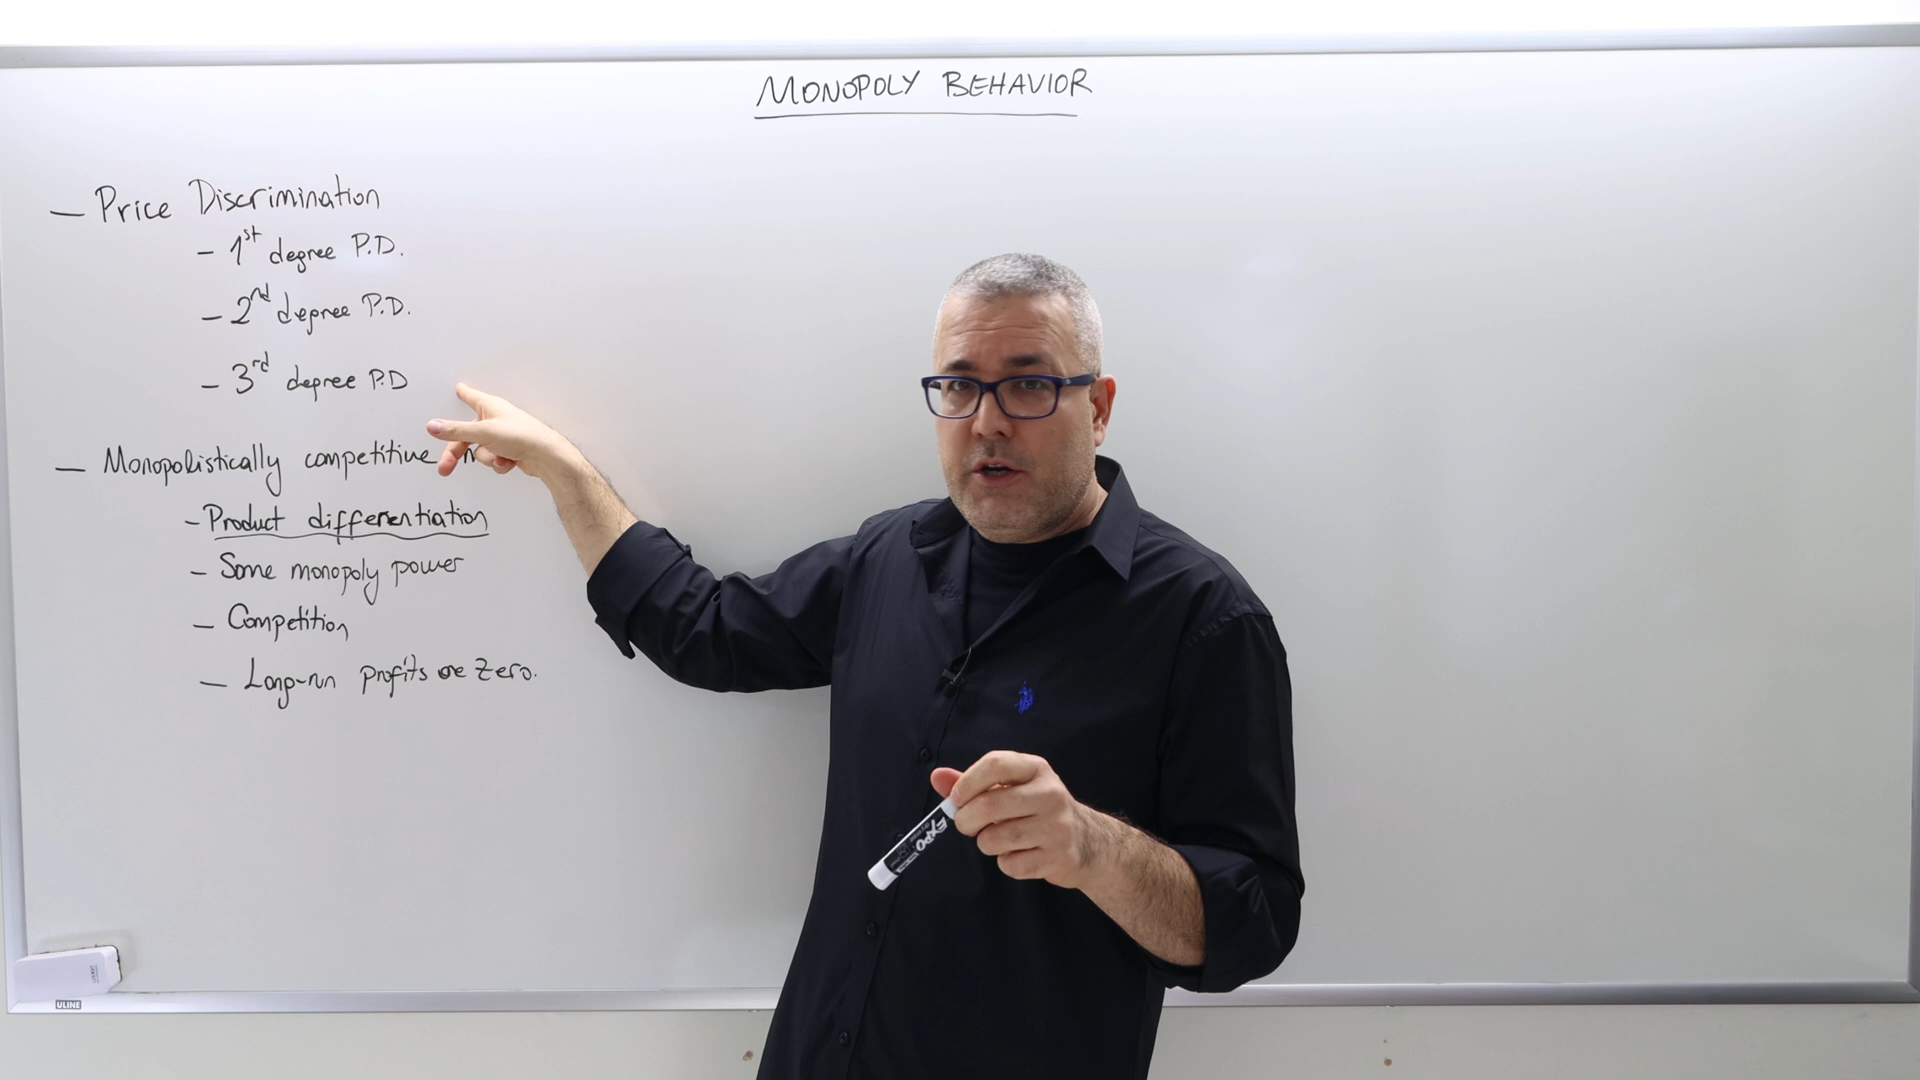 MONOPOLY BEHAVIOR
— Price Discrimination
- 1st degree P.D.
- 2nd degree P.D.
- 3rd degree P.D
— Monopolistically competitive
- Product differentiation
- Some monopoly power
- Competition
- Long-run profits are zero.
EXPO
ULINE